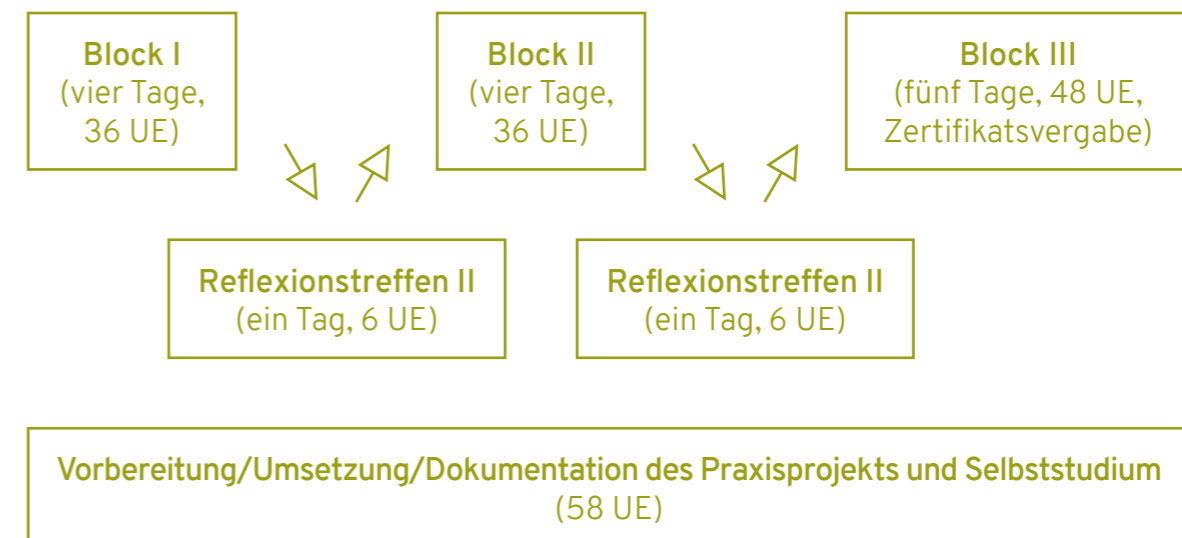 Block I
(vier Tage,
36 UE)
Block II
(vier Tage,
36 UE)
Block III
(fünf Tage, 48 UE,
Zertifikatsvergabe)
Reflexionstreffen II
(ein Tag, 6 UE)
Reflexionstreffen II
(ein Tag, 6 UE)
Vorbereitung/Umsetzung/Dokumentation des Praxisprojekts und Selbststudium
(58 UE)